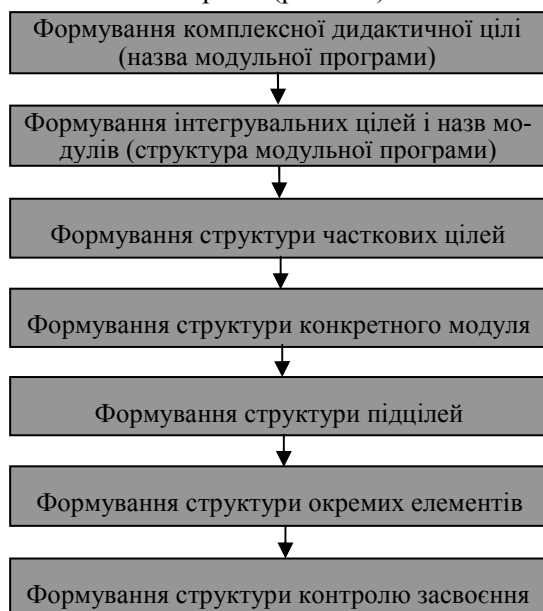 Формування комплексної дидактичної цілі
(назва модульної програми)
Формування інтегрувальних цілей і назв мо-
дулів (структура модульної програми)
Формування структури часткових цілей
Формування структури конкретного модуля
Формування структури підцілей
Формування структури окремих елементів
Формування структури контролю засвоєння